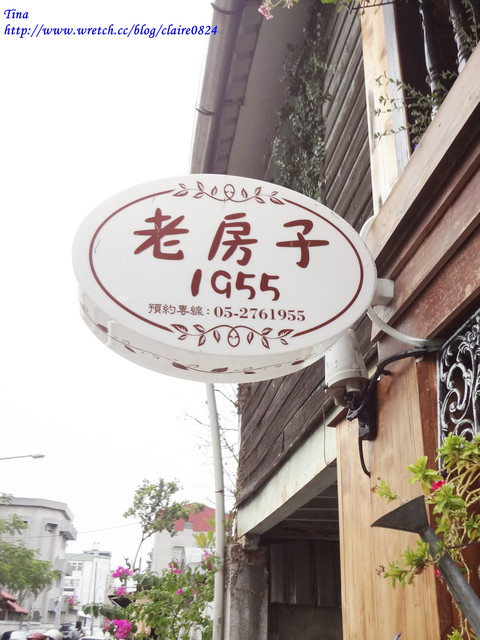 Tina
http://www.wretch.cc/blog/claire0824
老房子
1955
預約專線：05-2761955